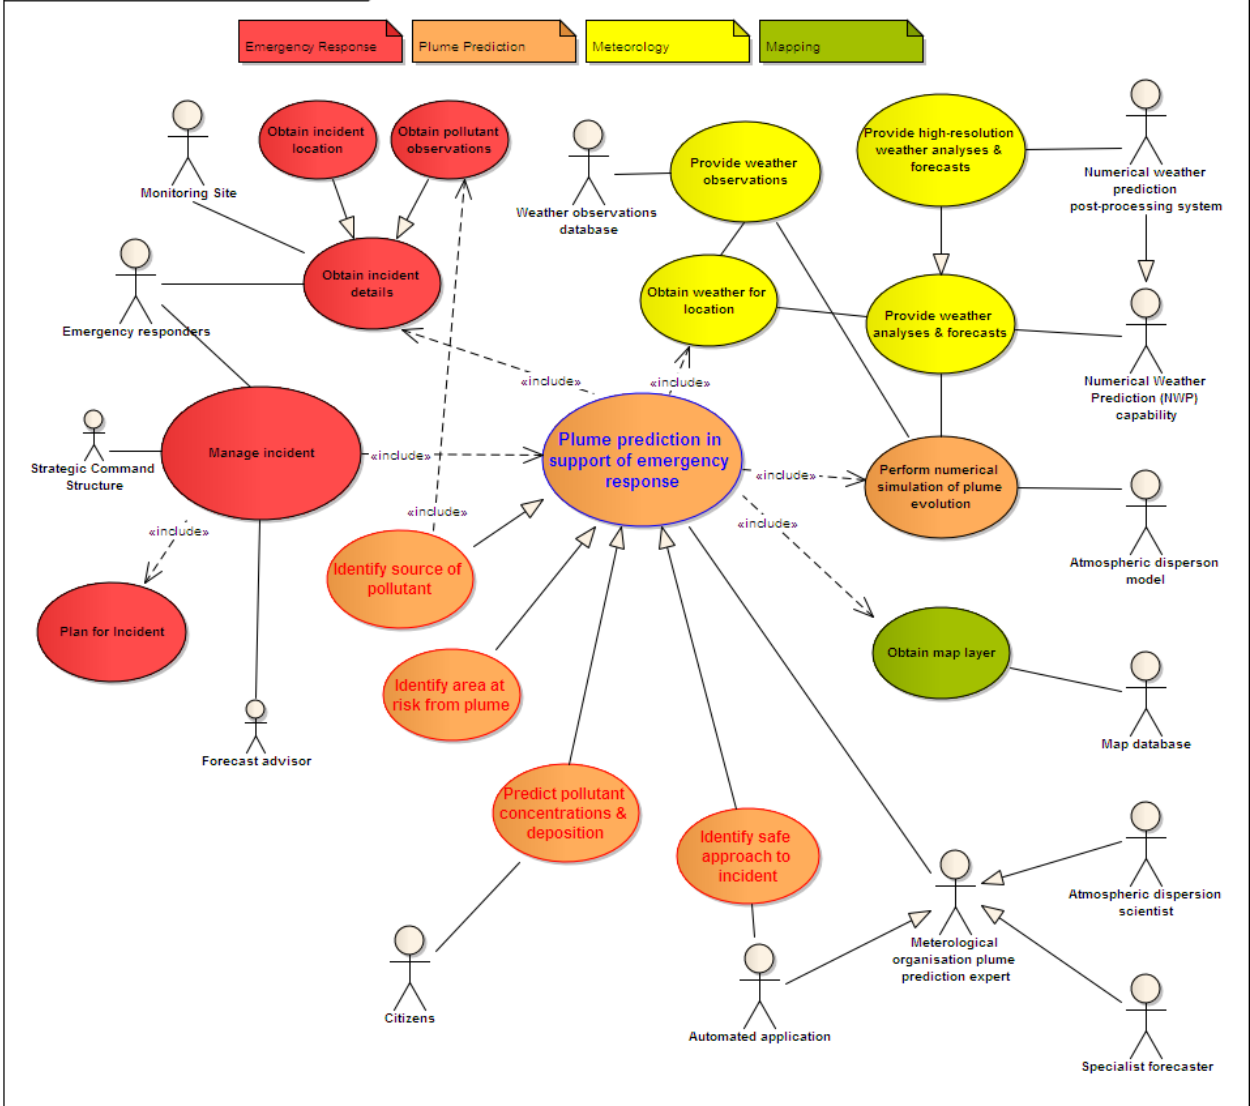 Emergency Response
Plume Prediction
Meteorology
Mapping
Obtain incident
location
Obtain pollutant
observations
Monitoring Site
Obtain incident
details
Emergency responders
Weather observations
database
Provide weather
observations
Provide high-resolution
weather analyses &
forecasts
Numerical weather
prediction
post-processing system
Obtain weather for
location
Provide weather
analyses & forecasts
Numerical Weather
Prediction (NWP)
capability
«include»
«include»
Manage incident
Strategic Command
Structure
«include»
Plume prediction in
support of emergency
response
«include»
Perform numerical
simulation of plume
evolution
«include»
«include»
«include»
Atmospheric disperson
model
Identify source of
pollutant
Plan for Incident
Obtain map layer
Identify area at
risk from plume
Map database
Forecast advisor
Predict pollutant
concentrations &
deposition
Identify safe
approach to
incident
Atmospheric dispersion
scientist
Meterological
organisation plume
prediction expert
Citizens
Automated application
Specialist forecaster